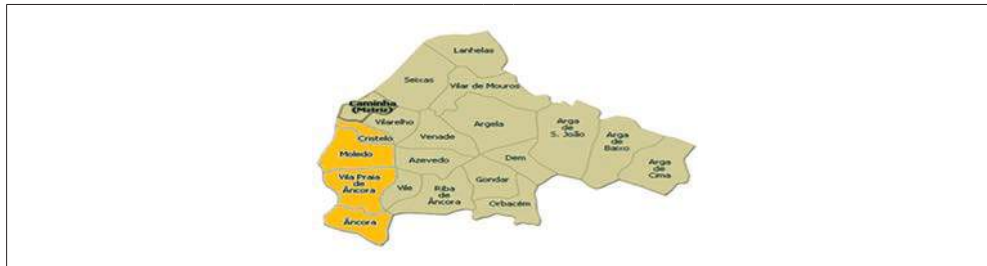 Lanhelas
Seixas
Vilar de Mouros
Caminha
(Matriz)
Vilarelho
Argela
Arga
de
S. João
Cristelo
Venade
Arga
de
Baixo
Moledo
Azevedo
Dem
Arga
de Cima
Vila Praia
de
Âncora
Vile
Riba
de
Âncora
Gondar
Orbacém
Âncora